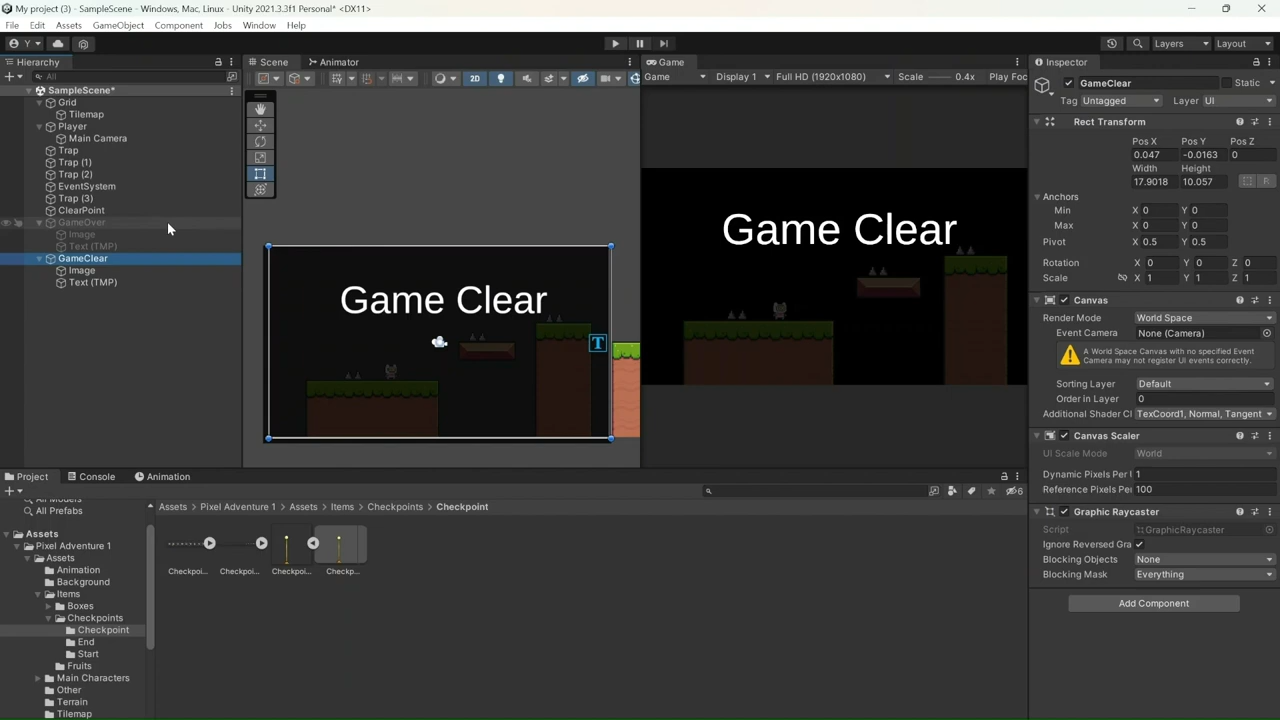 My project (3) - SampleScene - Windows, Mac, Linux - Unity 2021.3.3f1 Personal* <DX11>
File Edit Assets GameObject Component Jobs Window Help
Y
Layers Layout
Hierarchy
All
SampleScene*
Grid
Tilemap
Player
Main Camera
Trap
Trap (1)
Trap (2)
EventSystem
Trap (3)
ClearPoint
GameOver
Image
Text (TMP)
GameClear
Image
Text (TMP)
Scene Animator
2D
Game Clear
T
Game
Game Display 1 Full HD (1920x1080) Scale 0.4x Play Foc
Game Clear
Inspector
GameClear Static
Tag Untagged Layer UI
Rect Transform
Pos X Pos Y Pos Z
0.047 -0.0163 0
Width Height
17.9018 10.057 R
Anchors
Min X 0 Y 0
Max X 0 Y 0
Pivot X 0.5 Y 0.5
Rotation X 0 Y 0 Z 0
Scale X 1 Y 1 Z 1
Canvas
Render Mode World Space
Event Camera None (Camera)
A World Space Canvas with no specified Event
Camera may not register UI events correctly.
Sorting Layer Default
Order in Layer 0
Additional Shader Cl TexCoord1, Normal, Tangent
Canvas Scaler
UI Scale Mode World
Dynamic Pixels Per U 1
Reference Pixels Per 100
Graphic Raycaster
Script GraphicRaycaster
Ignore Reversed Gra
Blocking Objects None
Blocking Mask Everything
Add Component
Project Console Animation
6
All Models
All Prefabs
Assets
Pixel Adventure 1
Assets
Animation
Background
Items
Boxes
Checkpoints
Checkpoint
End
Start
Fruits
Main Characters
Other
Terrain
Tilemap
Assets > Pixel Adventure 1 > Assets > Items > Checkpoints > Checkpoint
Checkpoi... Checkpoi... Checkpoi... Checkp...